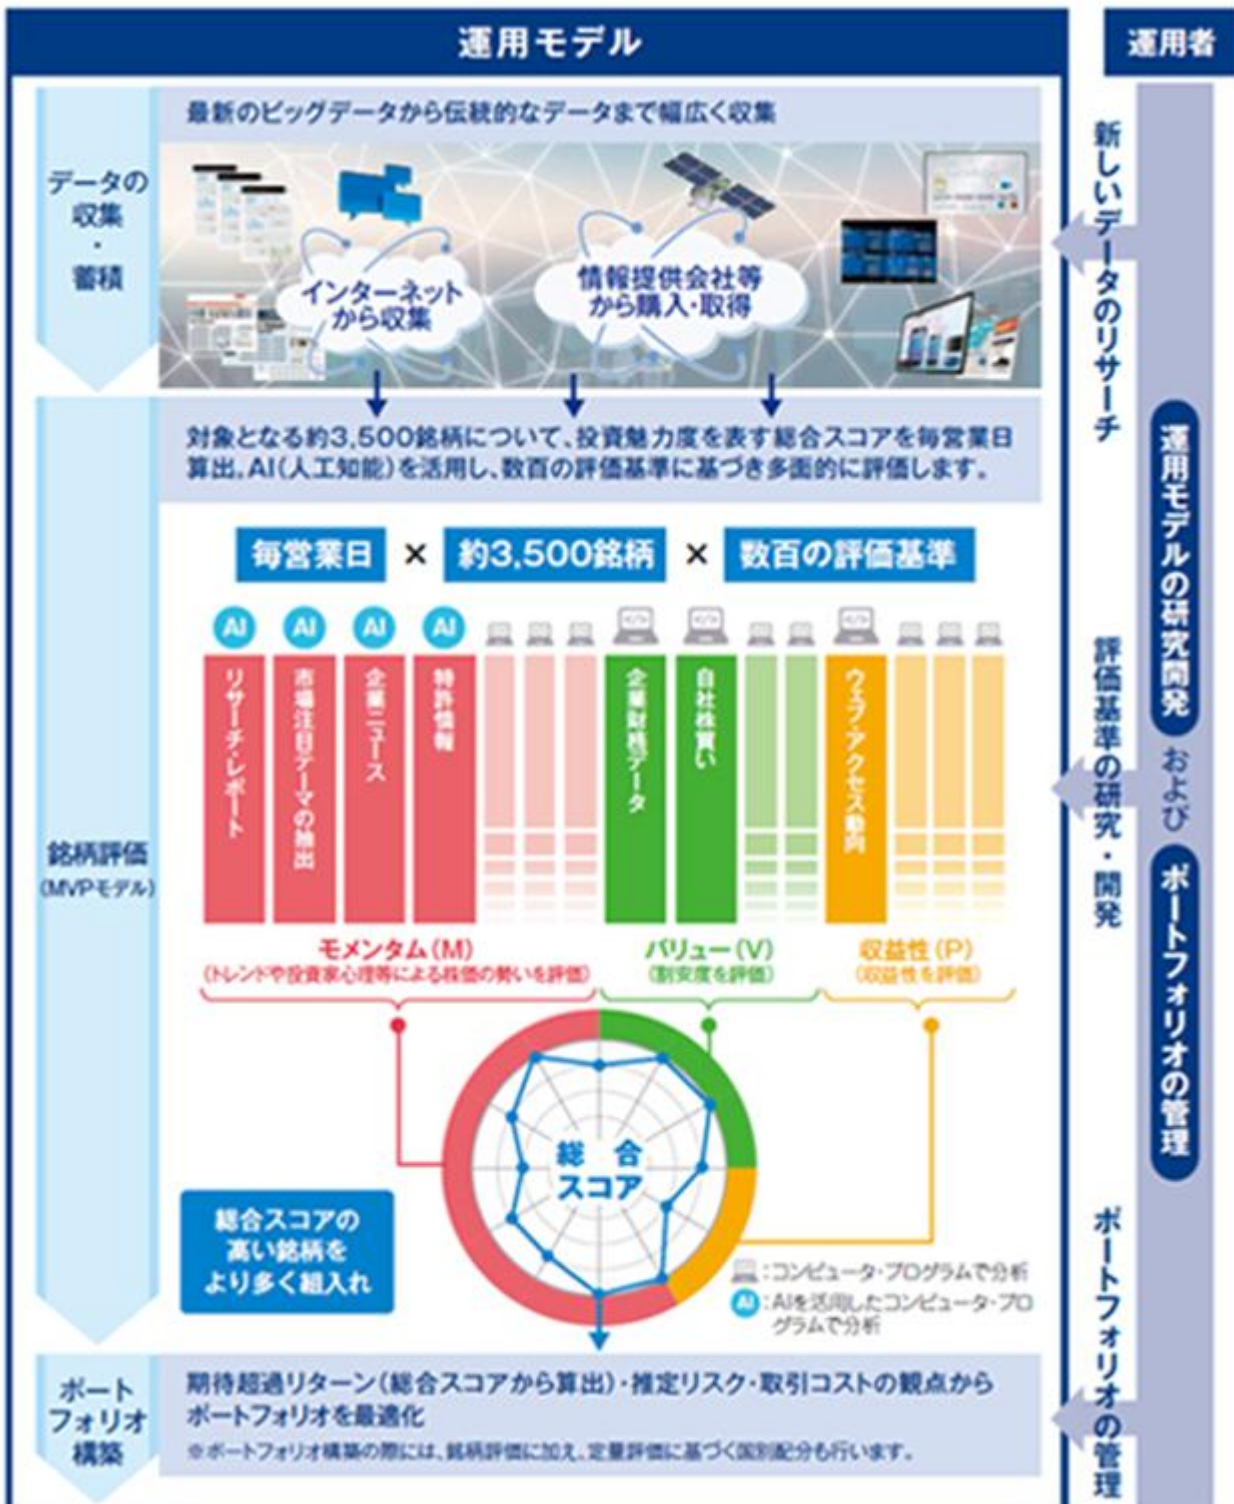 運用モデル
運用者
データの
収集
・
蓄積
最新のビッグデータから伝統的なデータまで幅広く収集
インターネット
から収集
情報提供会社等
から購入・取得
新しいデータのリサーチ
対象となる約3,500銘柄について、投資魅力度を表す総合スコアを毎営業日
算出。AI(人工知能)を活用し、数百の評価基準に基づき多面的に評価します。
銘柄評価
(MVPモデル)
毎営業日 × 約3,500銘柄 × 数百の評価基準
AI
AI
AI
AI
リサーチ・レポート
市場注目テーマの抽出
企業ニュース
特許情報
企業財務データ
自社株買い
ウェブ・アクセス動向
モメンタム(M)
(トレンドや投資家心理等による株価の勢いを評価)
バリュー(V)
(割安度を評価)
収益性(P)
(収益性を評価)
総合
スコア
総合スコアの
高い銘柄を
より多く組入れ
:コンピュータ・プログラムで分析
AI:AIを活用したコンピュータ・プロ
グラムで分析
評価基準の研究・開発
運用モデルの研究開発
および
ポートフォリオの管理
ポート
フォリオ
構築
期待超過リターン(総合スコアから算出)・推定リスク・取引コストの観点から
ポートフォリオを最適化
※ポートフォリオ構築の際には、銘柄評価に加え、定量評価に基づく国別配分も行います。
ポートフォリオの管理